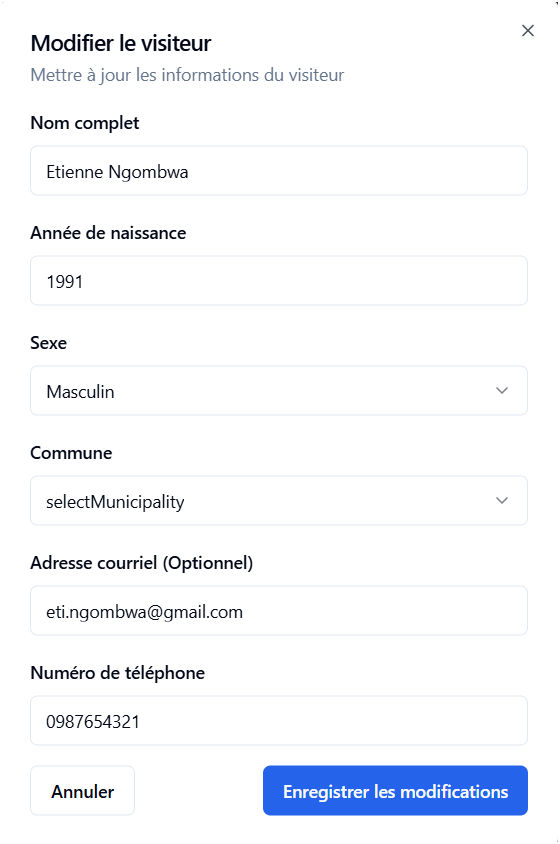 Modifier le visiteur
Mettre à jour les informations du visiteur
Nom complet
Etienne Ngombwa
Année de naissance
1991
Sexe
Masculin
Commune
selectMunicipality
Adresse courriel (Optionnel)
eti.ngombwa@gmail.com
Numéro de téléphone
0987654321
Annuler
Enregistrer les modifications